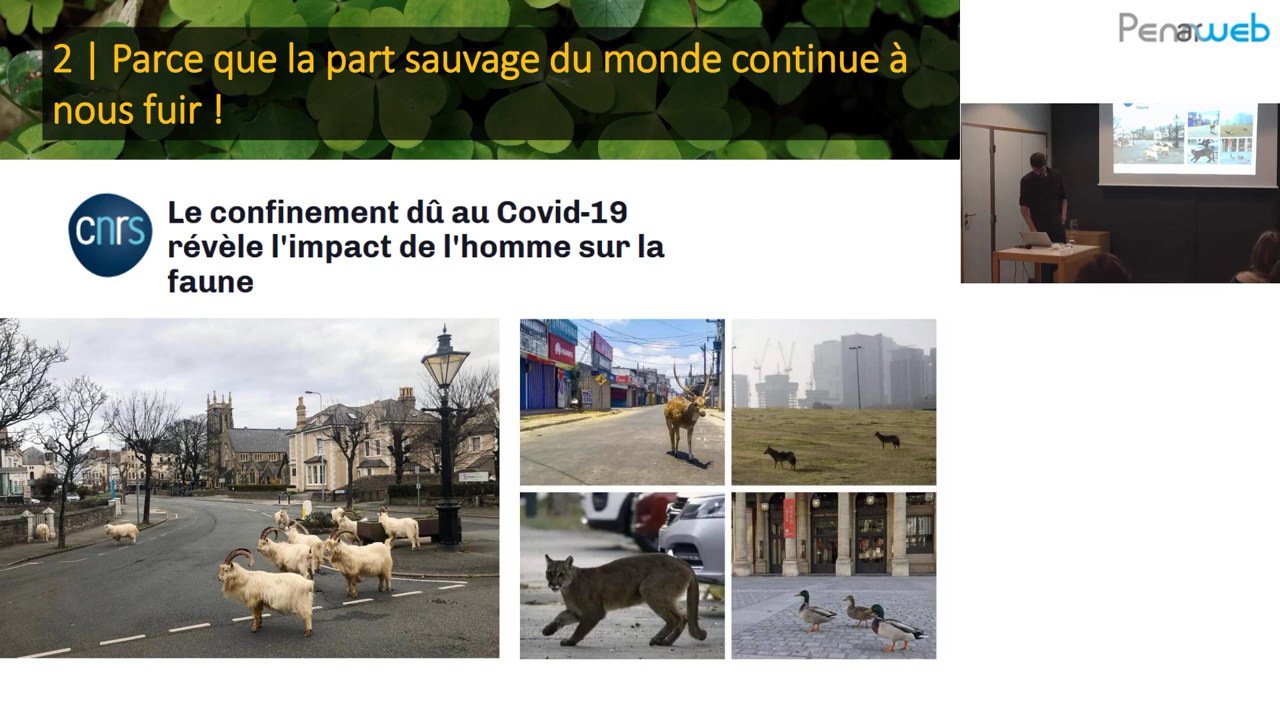 2 | Parce que la part sauvage du monde continue à
nous fuir !
Penarweb
cnrs
Le confinement dû au Covid-19
révèle l'impact de l'homme sur la
faune